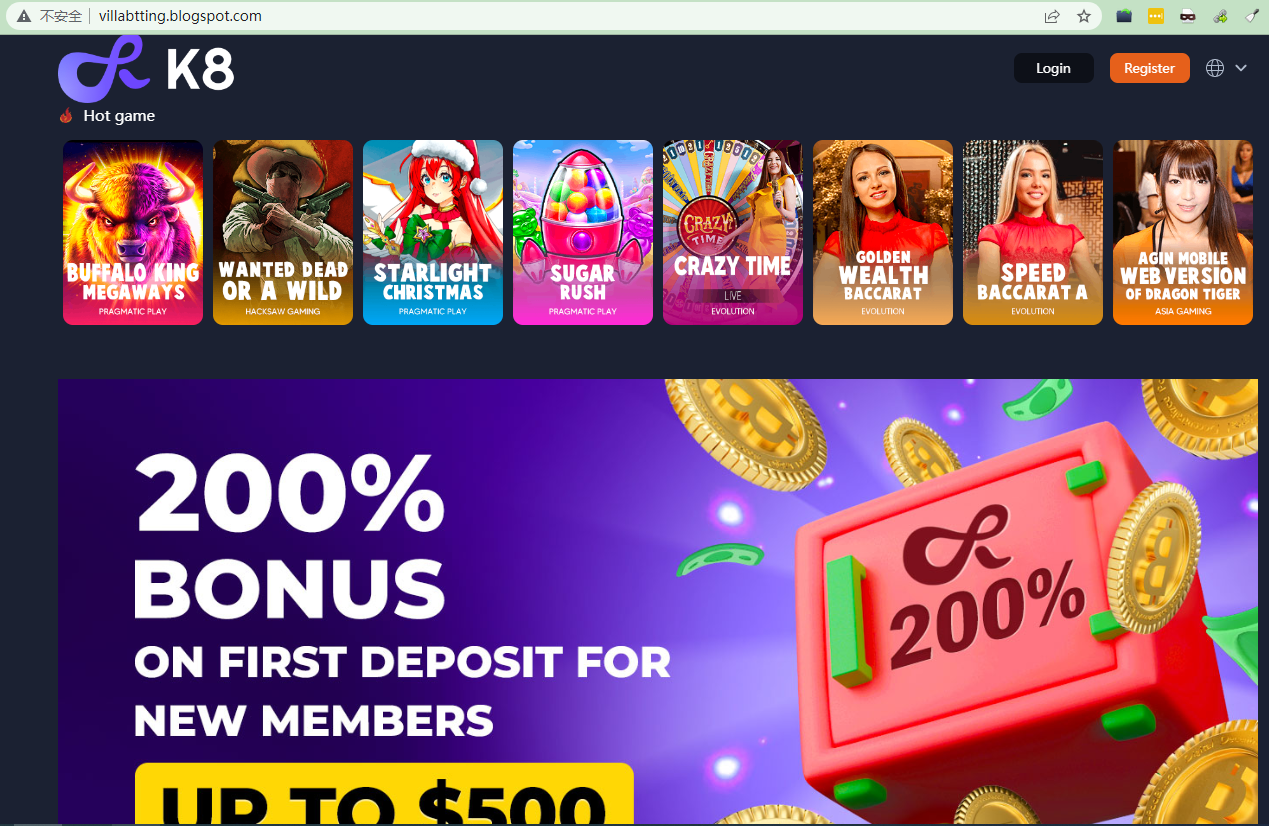 不安全 villabtting.blogspot.com
K8
Login
Register
Hot game
BUFFALO KING
MEGAWAYS
PRAGMATIC PLAY
WANTED DEAD
OR A WILD
HACKSAW GAMING
STARLIGHT
CHRISTMAS
PRAGMATIC PLAY
SUGAR
RUSH
PRAGMATIC PLAY
CRAZY
TIME
CRAZY TIME
LIVE
EVOLUTION
GOLDEN
WEALTH
BACCARAT
EVOLUTION
SPEED
BACCARAT A
EVOLUTION
AGIN MOBILE
WEB VERSION
OF DRAGON TIGER
ASIA GAMING
200%
BONUS
ON FIRST DEPOSIT FOR
NEW MEMBERS
UP TO $500
200%